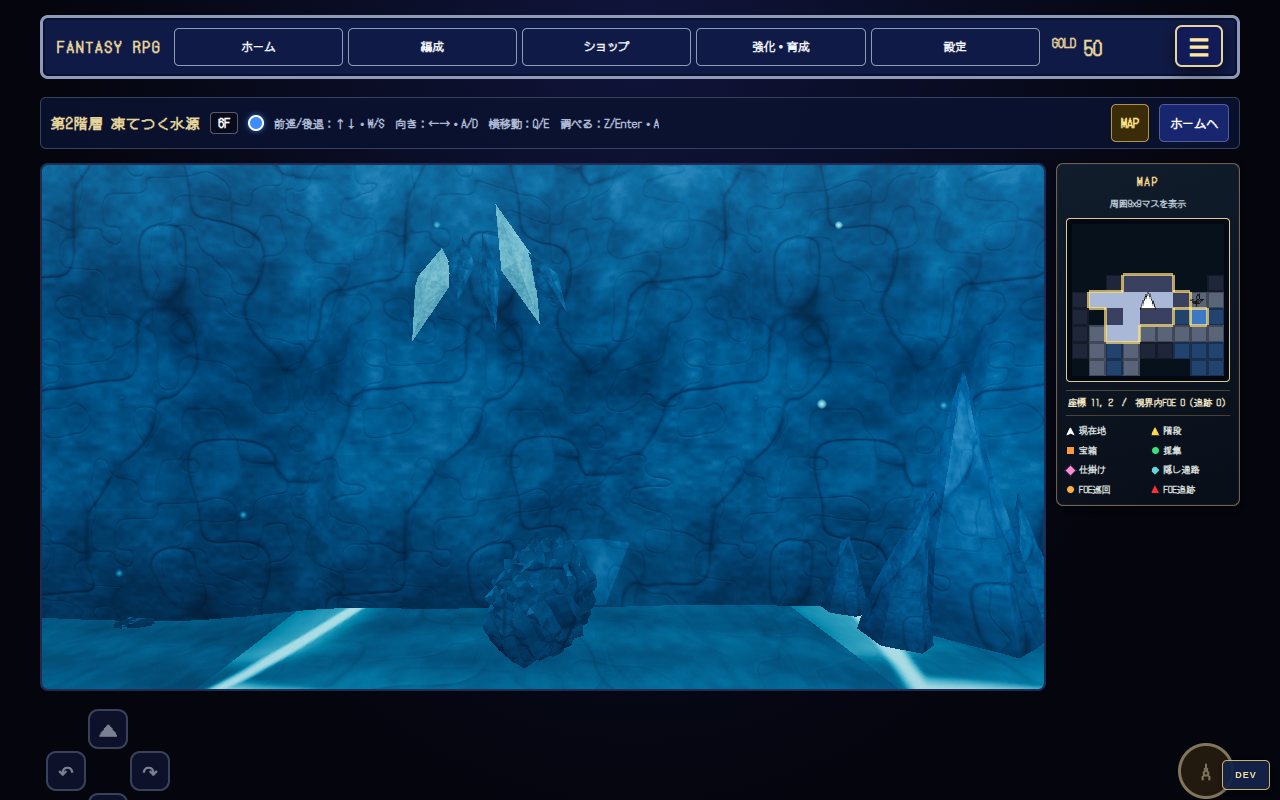 FANTASY RPG
ホーム
編成
ショップ
強化・育成
設定
GOLD 50
第2階層 凍てつく水源
6F
前進/後退：↑↓・W/S 向き：←→・A/D 横移動：Q/E 調べる：Z/Enter・A
MAP
ホームへ
MAP
周囲9x9マスを表示
座標 11, 2 / 視界内FOE 0 (追跡 0)
現在地
階段
宝箱
採集
仕掛け
隠し通路
FOE巡回
FOE追跡
A
DEV